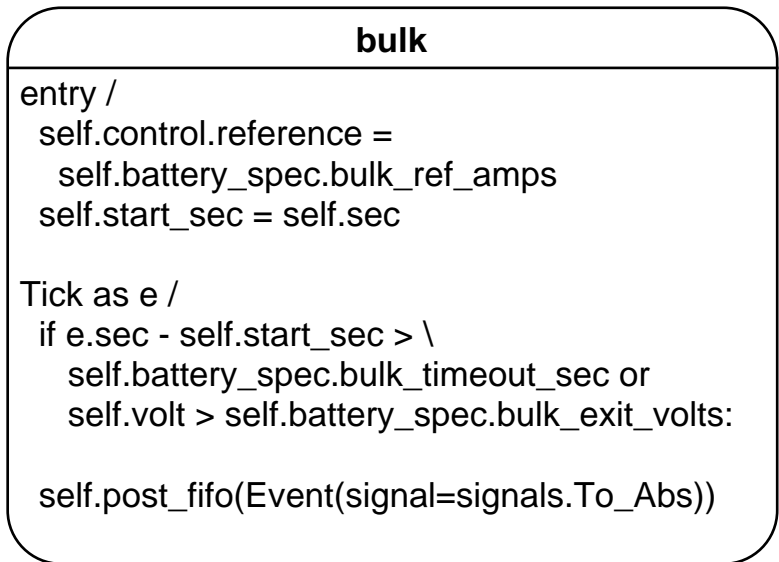 bulk
entry /
self.control.reference =
self.battery_spec.bulk_ref_amps
self.start_sec = self.sec
Tick as e /
if e.sec - self.start_sec > \
self.battery_spec.bulk_timeout_sec or
self.volt > self.battery_spec.bulk_exit_volts:
self.post_fifo(Event(signal=signals.To_Abs))